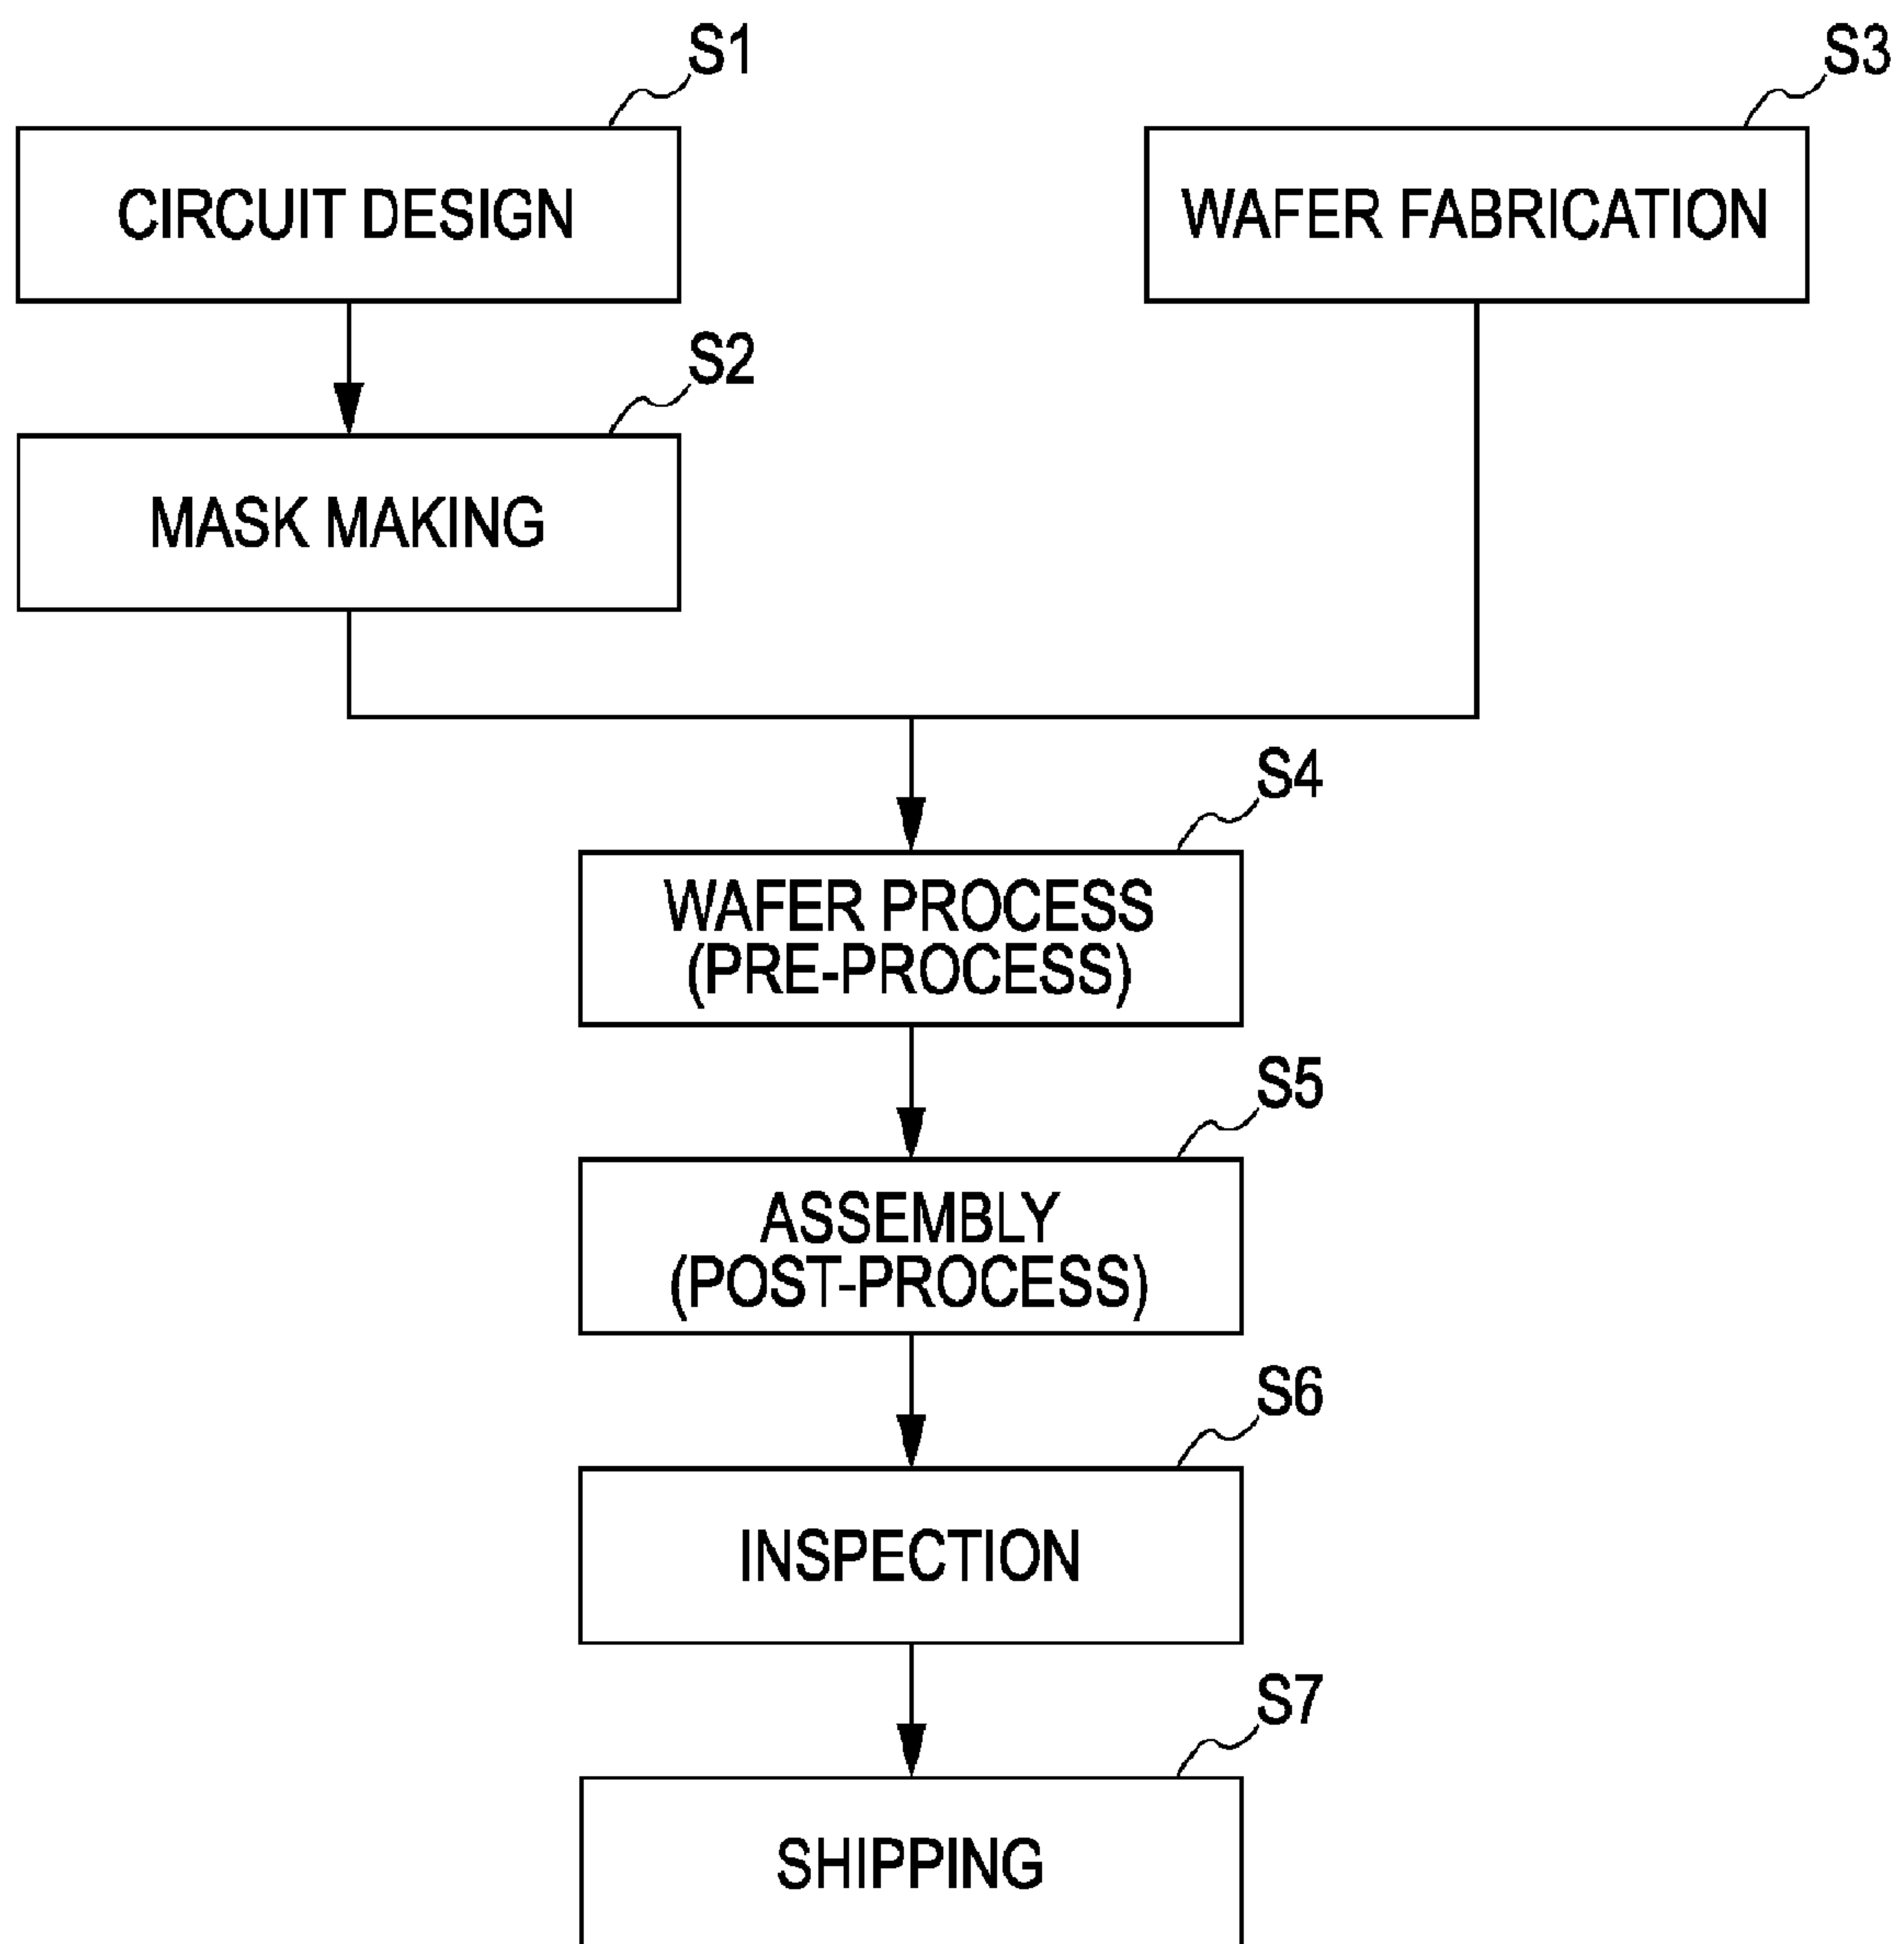 S1
CIRCUIT DESIGN
S3
WAFER FABRICATION
S2
MASK MAKING
S4
WAFER PROCESS
(PRE-PROCESS)
S5
ASSEMBLY
(POST-PROCESS)
S6
INSPECTION
S7
SHIPPING